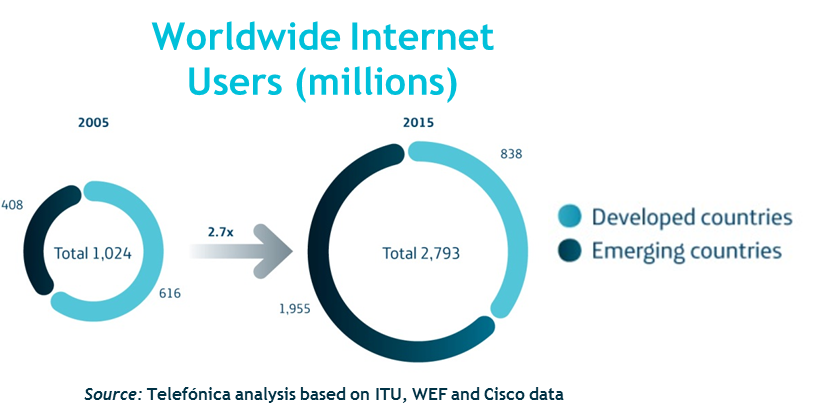 Worldwide Internet
Users (millions)
2005
2015
408
Total 1,024
616
2.7x
838
Total 2,793
1,955
Developed countries
Emerging countries
Source: Telefónica analysis based on ITU, WEF and Cisco data